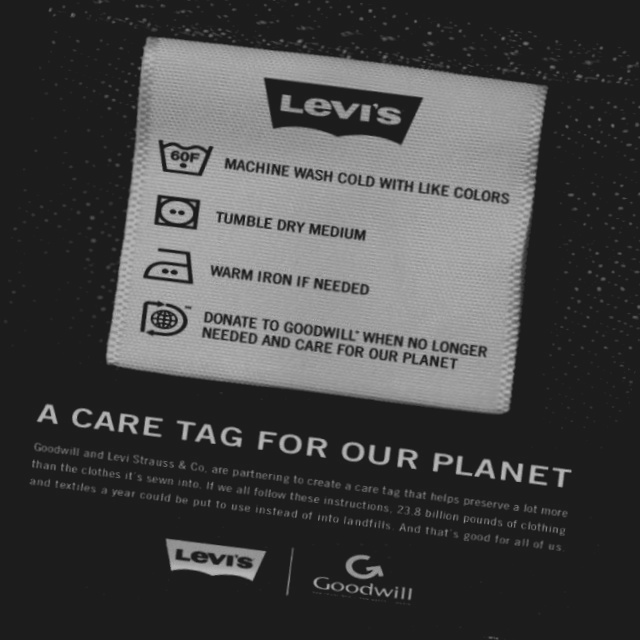 Levi's
60F
MACHINE WASH COLD WITH LIKE COLORS
TUMBLE DRY MEDIUM
WARM IRON IF NEEDED
DONATE TO GOODWILL® WHEN NO LONGER
NEEDED AND CARE FOR OUR PLANET
A CARE TAG FOR OUR PLANET
Goodwill and Levi Strauss & Co. are partnering to create a care tag that helps preserve a lot more
than the clothes it's sewn into. If we all follow these instructions, 23.8 billion pounds of clothing
and textiles a year could be put to use instead of into landfills. And that's good for all of us.
Levi's
Goodwill